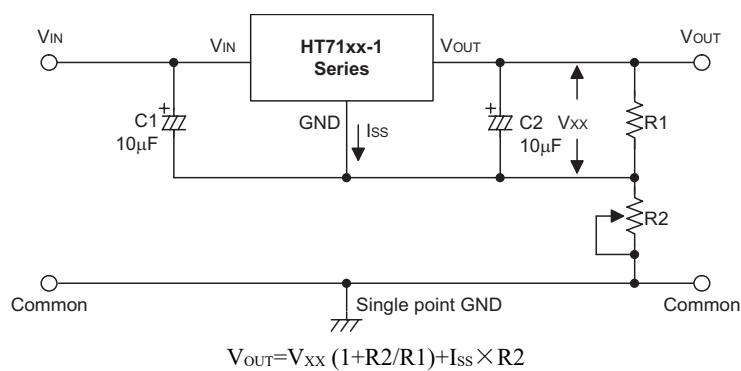 VIN
VIN
HT71xx-1
Series
VOUT
VOUT
C1
10μF
GND
ISS
C2
10μF
VXX
R1
R2
Common
Single point GND
Common
VOUT=VXX (1+R2/R1)+ISS×R2